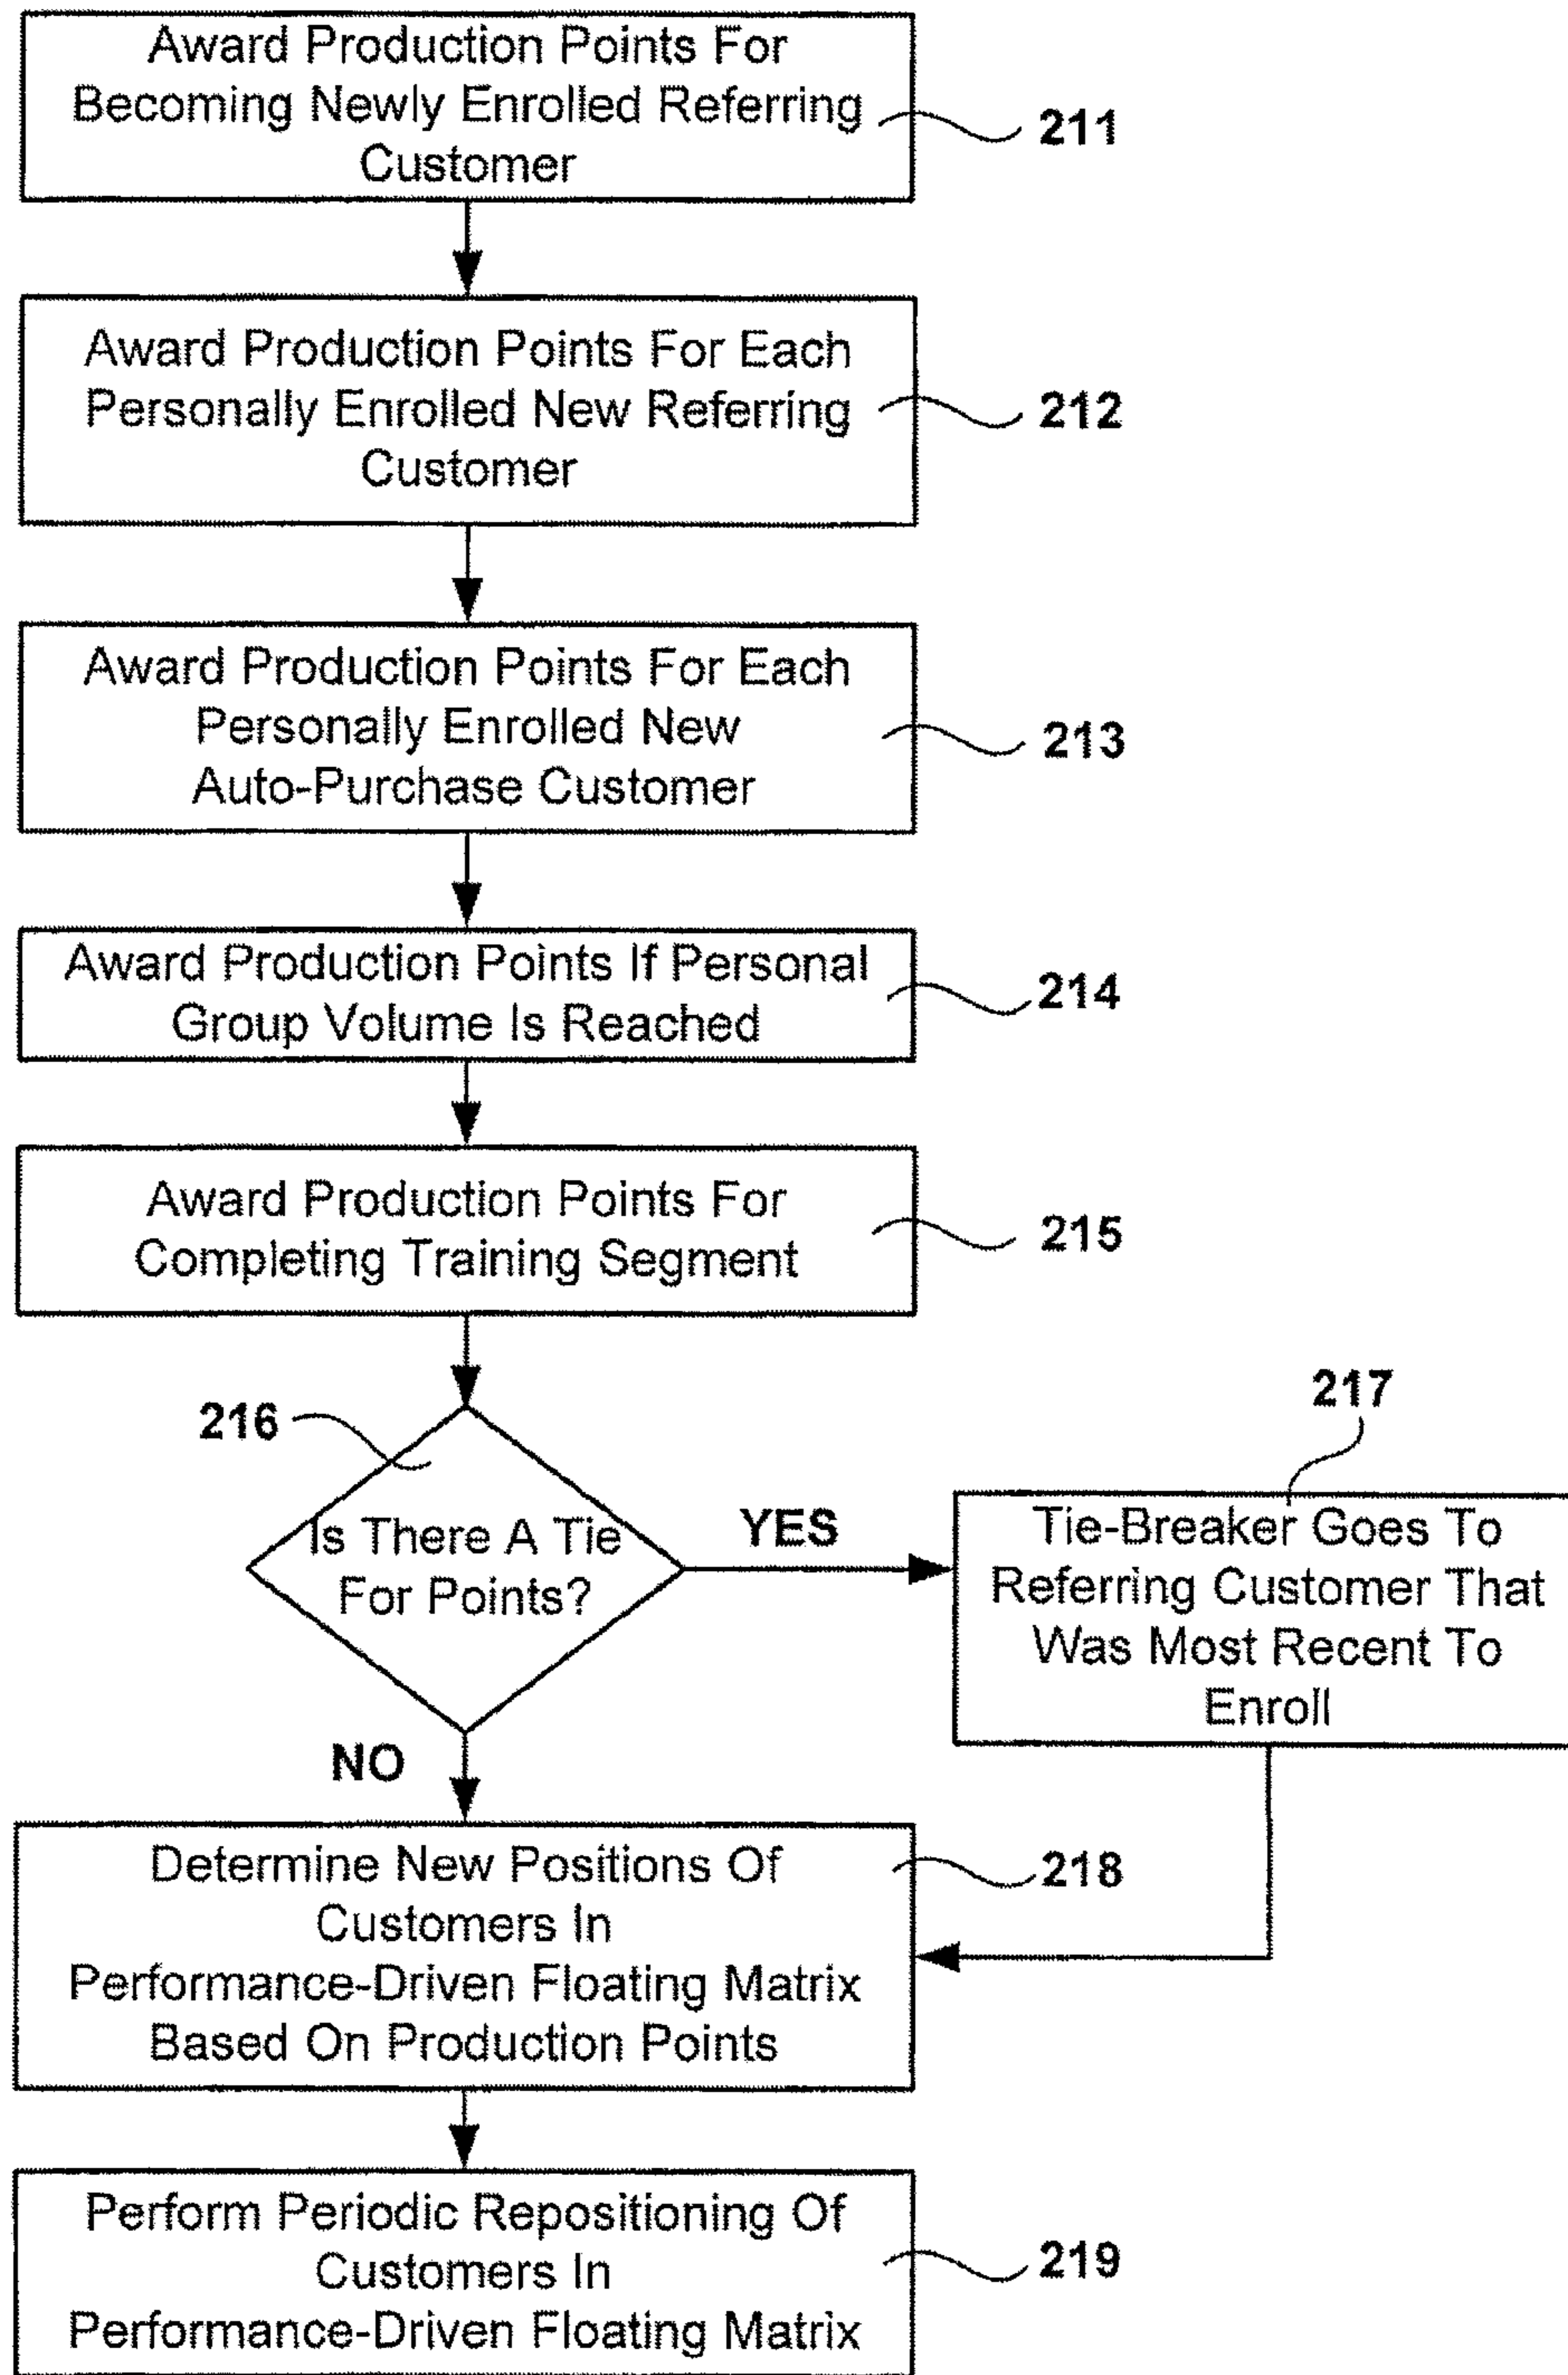 Award Production Points For
Becoming Newly Enrolled Referring
Customer
211
Award Production Points For Each
Personally Enrolled New Referring
Customer
212
Award Production Points For Each
Personally Enrolled New
Auto-Purchase Customer
213
Award Production Points If Personal
Group Volume Is Reached
214
Award Production Points For
Completing Training Segment
215
216
Is There A Tie
For Points?
YES
NO
217
Tie-Breaker Goes To
Referring Customer That
Was Most Recent To
Enroll
Determine New Positions Of
Customers In
Performance-Driven Floating Matrix
Based On Production Points
218
Perform Periodic Repositioning Of
Customers In
Performance-Driven Floating Matrix
219